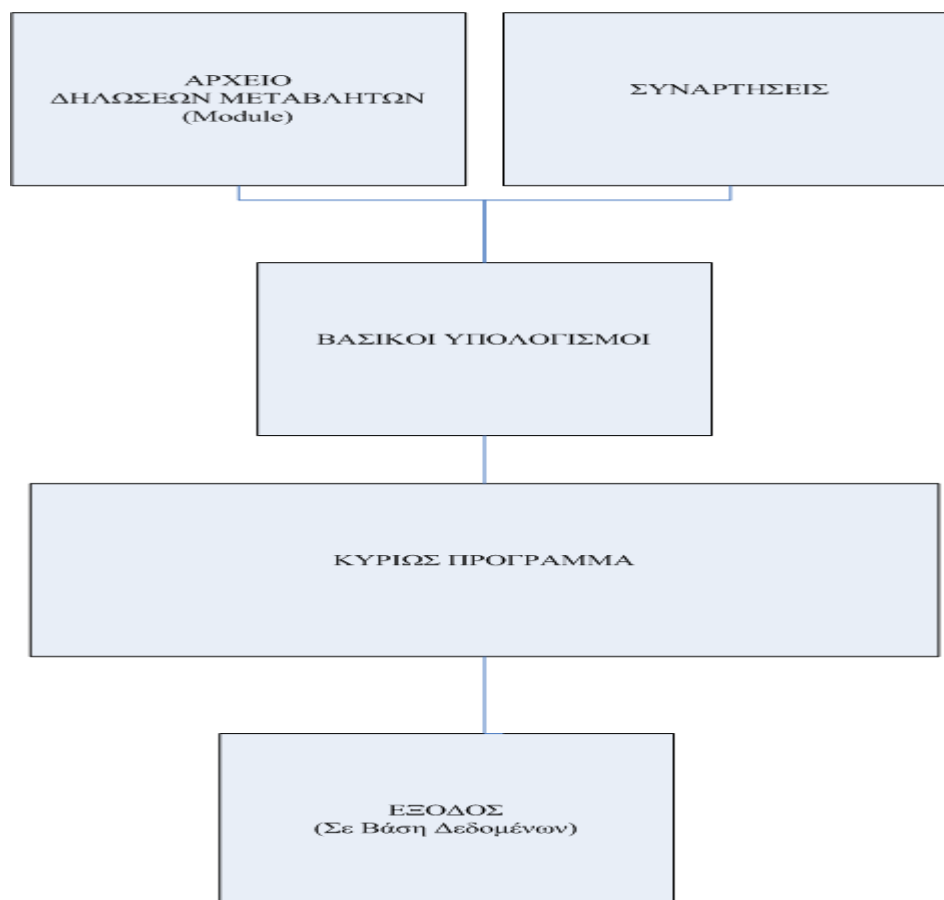 ΑΡΧΕΙΟ
ΔΗΛΩΣΕΩΝ ΜΕΤΑΒΛΗΤΩΝ
(Module)
ΣΥΝΑΡΤΗΣΕΙΣ
ΒΑΣΙΚΟΙ ΥΠΟΛΟΓΙΣΜΟΙ
ΚΥΡΙΩΣ ΠΡΟΓΡΑΜΜΑ
ΕΞΟΔΟΣ
(Σε Βάση Δεδομένων)